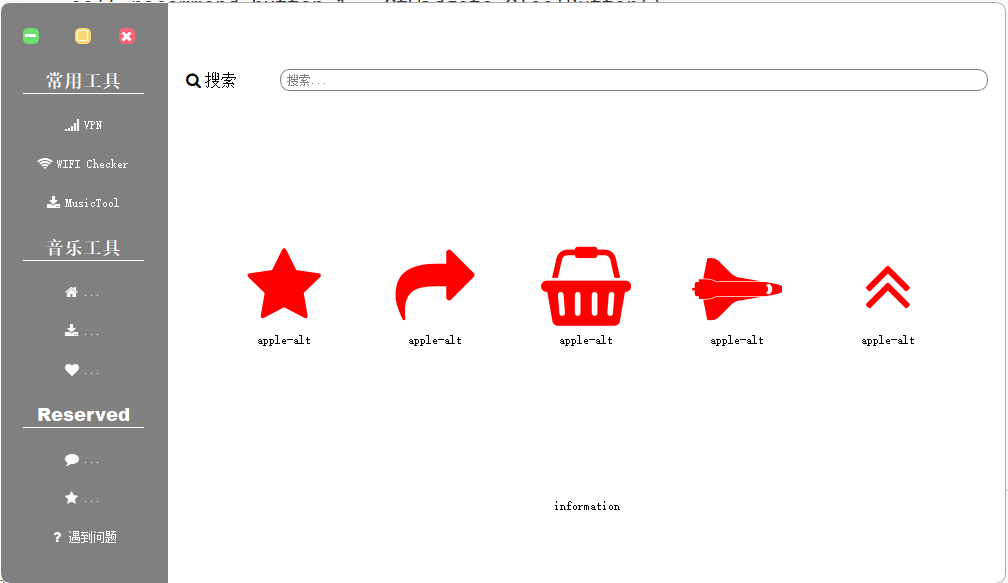 常用工具
VPN
WIFI Checker
MusicTool
音乐工具
...
...
...
Reserved
...
...
? 遇到问题
搜索
搜索...
apple-alt
apple-alt
apple-alt
apple-alt
apple-alt
information